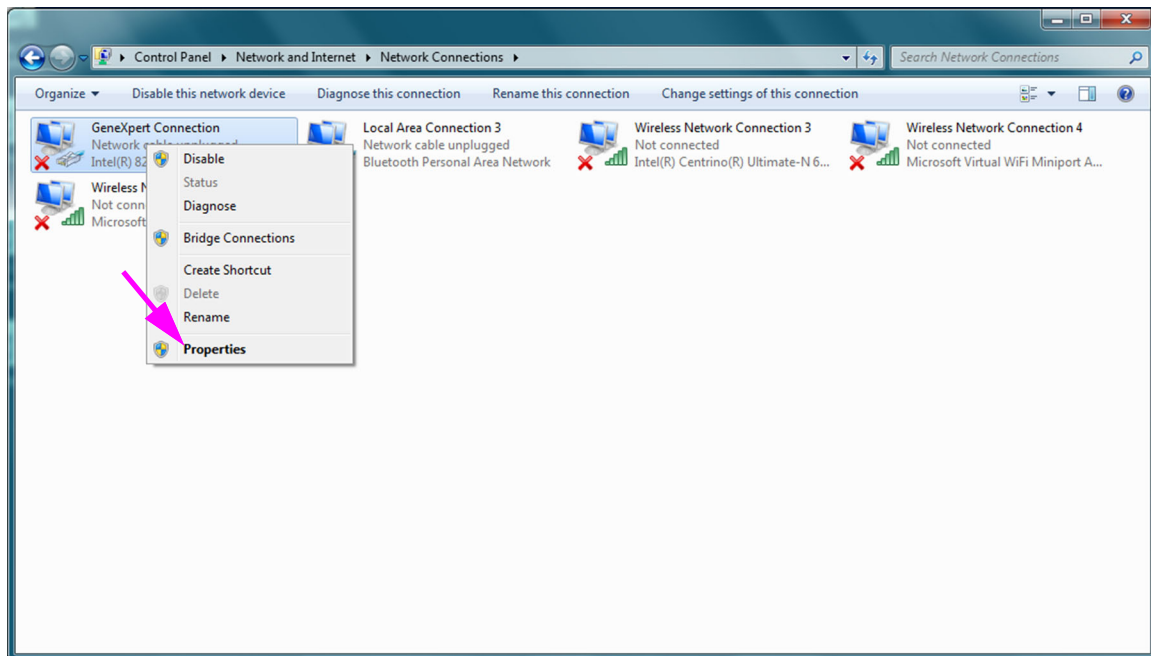 Control Panel Network and Internet Network Connections
Search Network Connections
Organize Disable this network device Diagnose this connection Rename this connection Change settings of this connection
GeneXpert Connection
Network cable unplugged
Intel(R) 82
Local Area Connection 3
Network cable unplugged
Bluetooth Personal Area Network
Wireless Network Connection 3
Not connected
Intel(R) Centrino(R) Ultimate-N 6...
Wireless Network Connection 4
Not connected
Microsoft Virtual WiFi Miniport A...
Wireless N
Not conn
Microsoft
Disable
Status
Diagnose
Bridge Connections
Create Shortcut
Delete
Rename
Properties